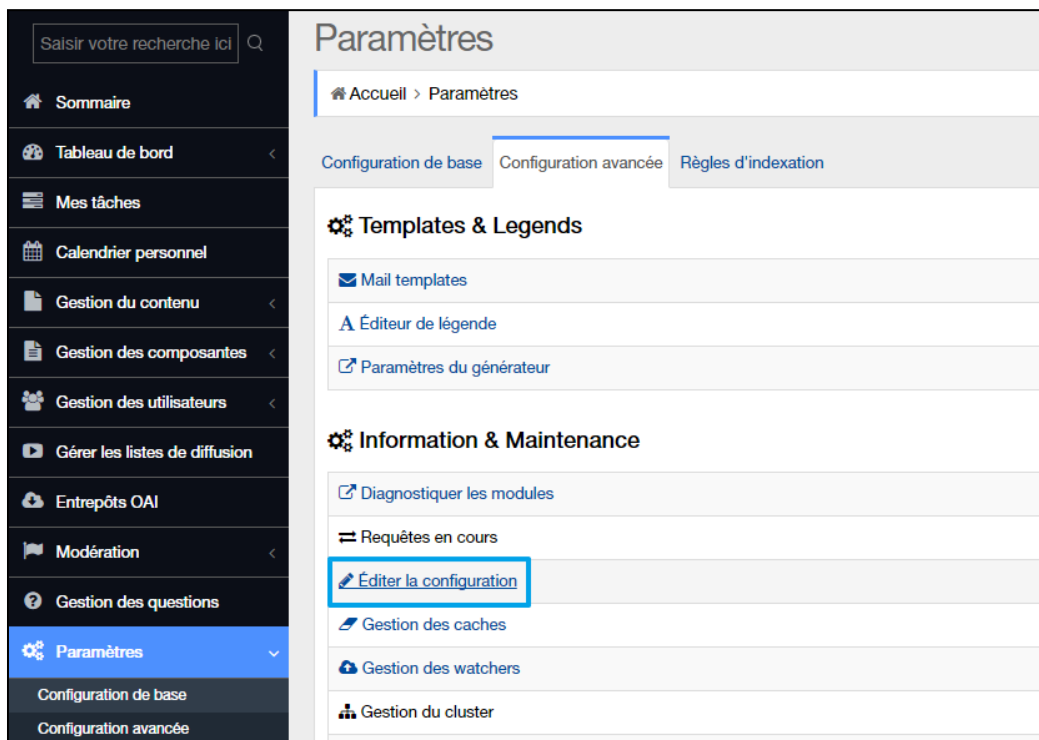 Saisir votre recherche ici
Sommaire
Tableau de bord
Mes tâches
Calendrier personnel
Gestion du contenu
Gestion des composantes
Gestion des utilisateurs
Gérer les listes de diffusion
Entrepôts OAI
Modération
Gestion des questions
Paramètres
Configuration de base
Configuration avancée
Paramètres
Accueil > Paramètres
Configuration de base Configuration avancée Règles d'indexation
Templates & Legends
Mail templates
Éditeur de légende
Paramètres du générateur
Information & Maintenance
Diagnostiquer les modules
Requêtes en cours
Éditer la configuration
Gestion des caches
Gestion des watchers
Gestion du cluster